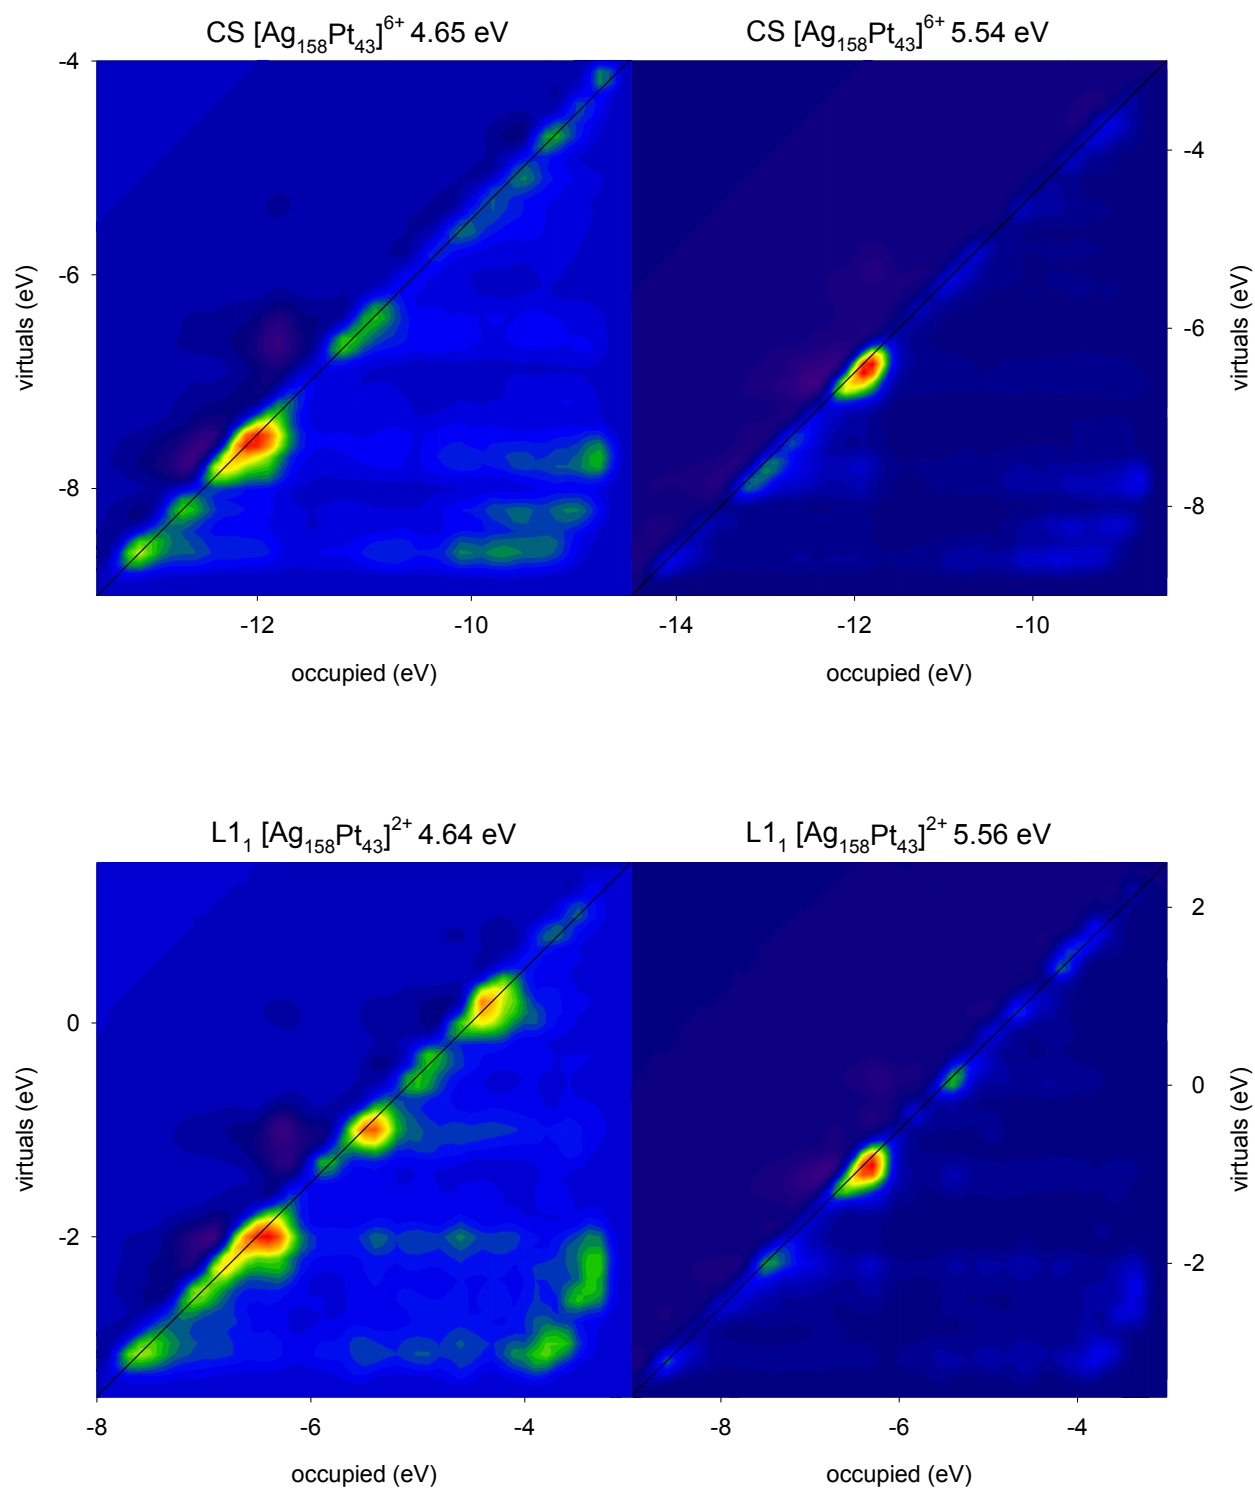 CS [Ag₁₅₈Pt₄₃]⁶⁺ 4.65 eV
CS [Ag₁₅₈Pt₄₃]⁶⁺ 5.54 eV
-4
-6
-8
virtuals (eV)
-12
-10
occupied (eV)
-4
-6
-8
virtuals (eV)
-14
-12
-10
occupied (eV)
L1₁ [Ag₁₅₈Pt₄₃]²⁺ 4.64 eV
L1₁ [Ag₁₅₈Pt₄₃]²⁺ 5.56 eV
0
-2
virtuals (eV)
-8
-6
-4
occupied (eV)
2
0
-2
virtuals (eV)
-8
-6
-4
occupied (eV)